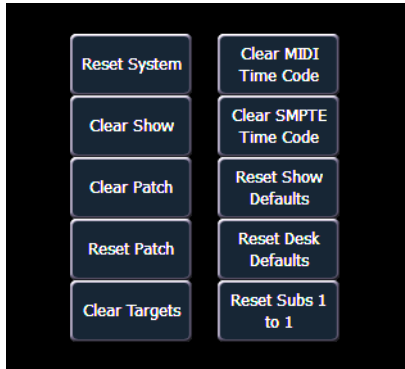 Reset System
Clear MIDI
Time Code
Clear Show
Clear SMPTE
Time Code
Clear Patch
Reset Show
Defaults
Reset Patch
Reset Desk
Defaults
Clear Targets
Reset Subs 1
to 1